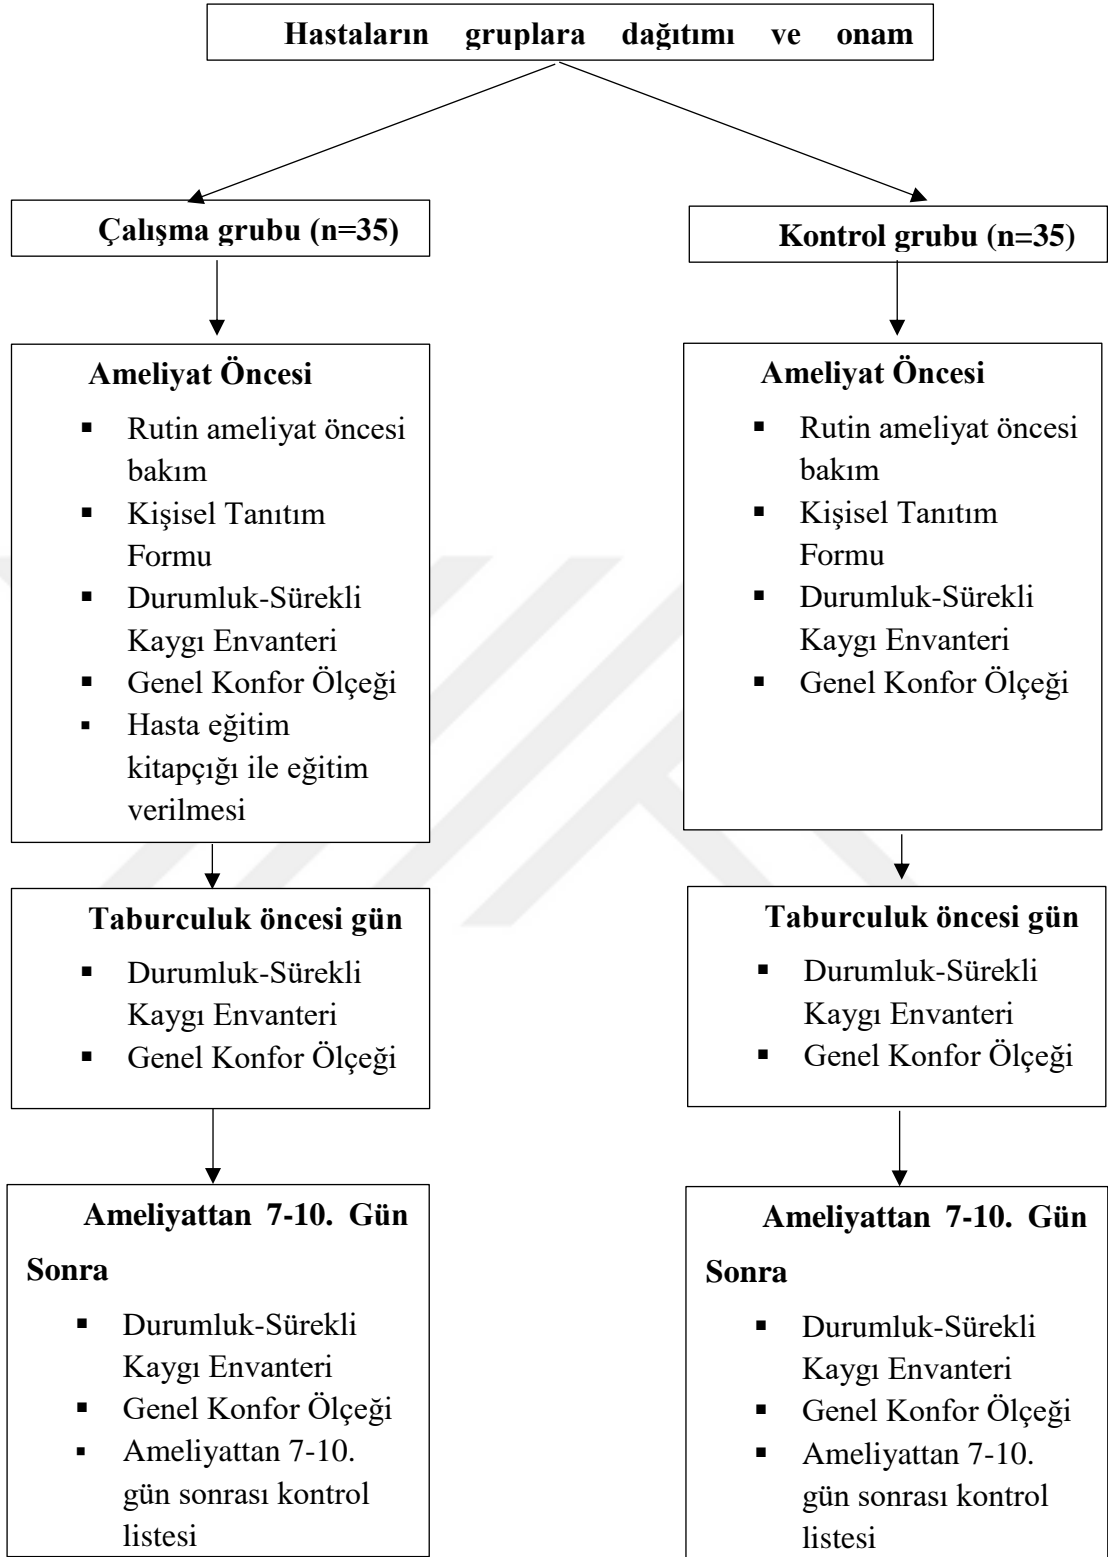 Hastaların gruplara dağıtımı ve onam
Çalışma grubu (n=35)
Kontrol grubu (n=35)
Ameliyat Öncesi
▪ Rutin ameliyat öncesi
bakım
▪ Kişisel Tanıtım
Formu
▪ Durumluk-Sürekli
Kaygı Envanteri
▪ Genel Konfor Ölçeği
▪ Hasta eğitim
kitapçığı ile eğitim
verilmesi
Ameliyat Öncesi
▪ Rutin ameliyat öncesi
bakım
▪ Kişisel Tanıtım
Formu
▪ Durumluk-Sürekli
Kaygı Envanteri
▪ Genel Konfor Ölçeği
Taburculuk öncesi gün
▪ Durumluk-Sürekli
Kaygı Envanteri
▪ Genel Konfor Ölçeği
Taburculuk öncesi gün
▪ Durumluk-Sürekli
Kaygı Envanteri
▪ Genel Konfor Ölçeği
Ameliyattan 7-10. Gün
Sonra
▪ Durumluk-Sürekli
Kaygı Envanteri
▪ Genel Konfor Ölçeği
▪ Ameliyattan 7-10.
gün sonrası kontrol
listesi
Ameliyattan 7-10. Gün
Sonra
▪ Durumluk-Sürekli
Kaygı Envanteri
▪ Genel Konfor Ölçeği
▪ Ameliyattan 7-10.
gün sonrası kontrol
listesi